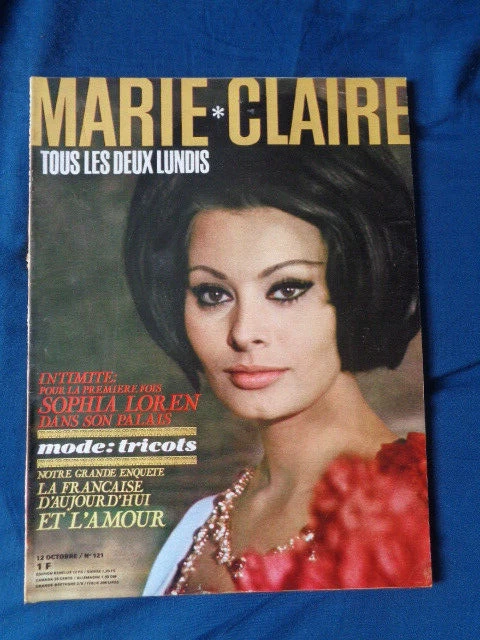 MARIE*CLAIRE
TOUS LES DEUX LUNDIS
INTIMITE:
POUR LA PREMIERE FOIS
SOPHIA LOREN
DANS SON PALAIS
mode: tricots
NOTRE GRANDE ENQUETE
LA FRANCAISE
D'AUJOURD'HUI
ET L'AMOUR
12 OCTOBRE / N° 121
1 F